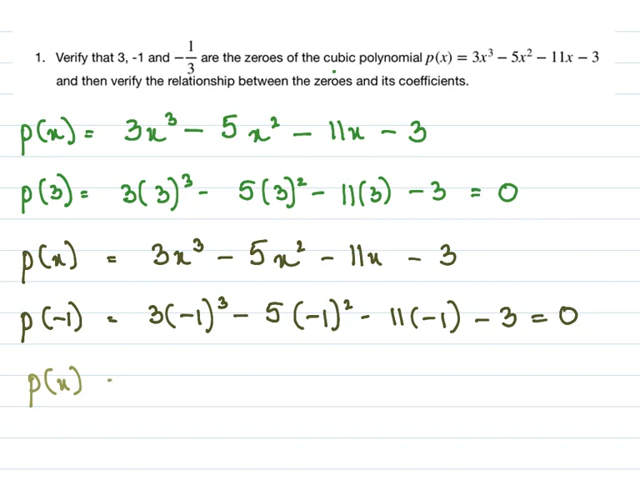 1. Verify that 3, -1 and −1/3 are the zeroes of the cubic polynomial p(x) = 3x³ − 5x² − 11x − 3
and then verify the relationship between the zeroes and its coefficients.
p(x) = 3x³ − 5x² − 11x − 3
p(3) = 3(3)³ − 5(3)² − 11(3) − 3 = 0
p(x) = 3x³ − 5x² − 11x − 3
p(−1) = 3(−1)³ − 5(−1)² − 11(−1) − 3 = 0
p(x) -